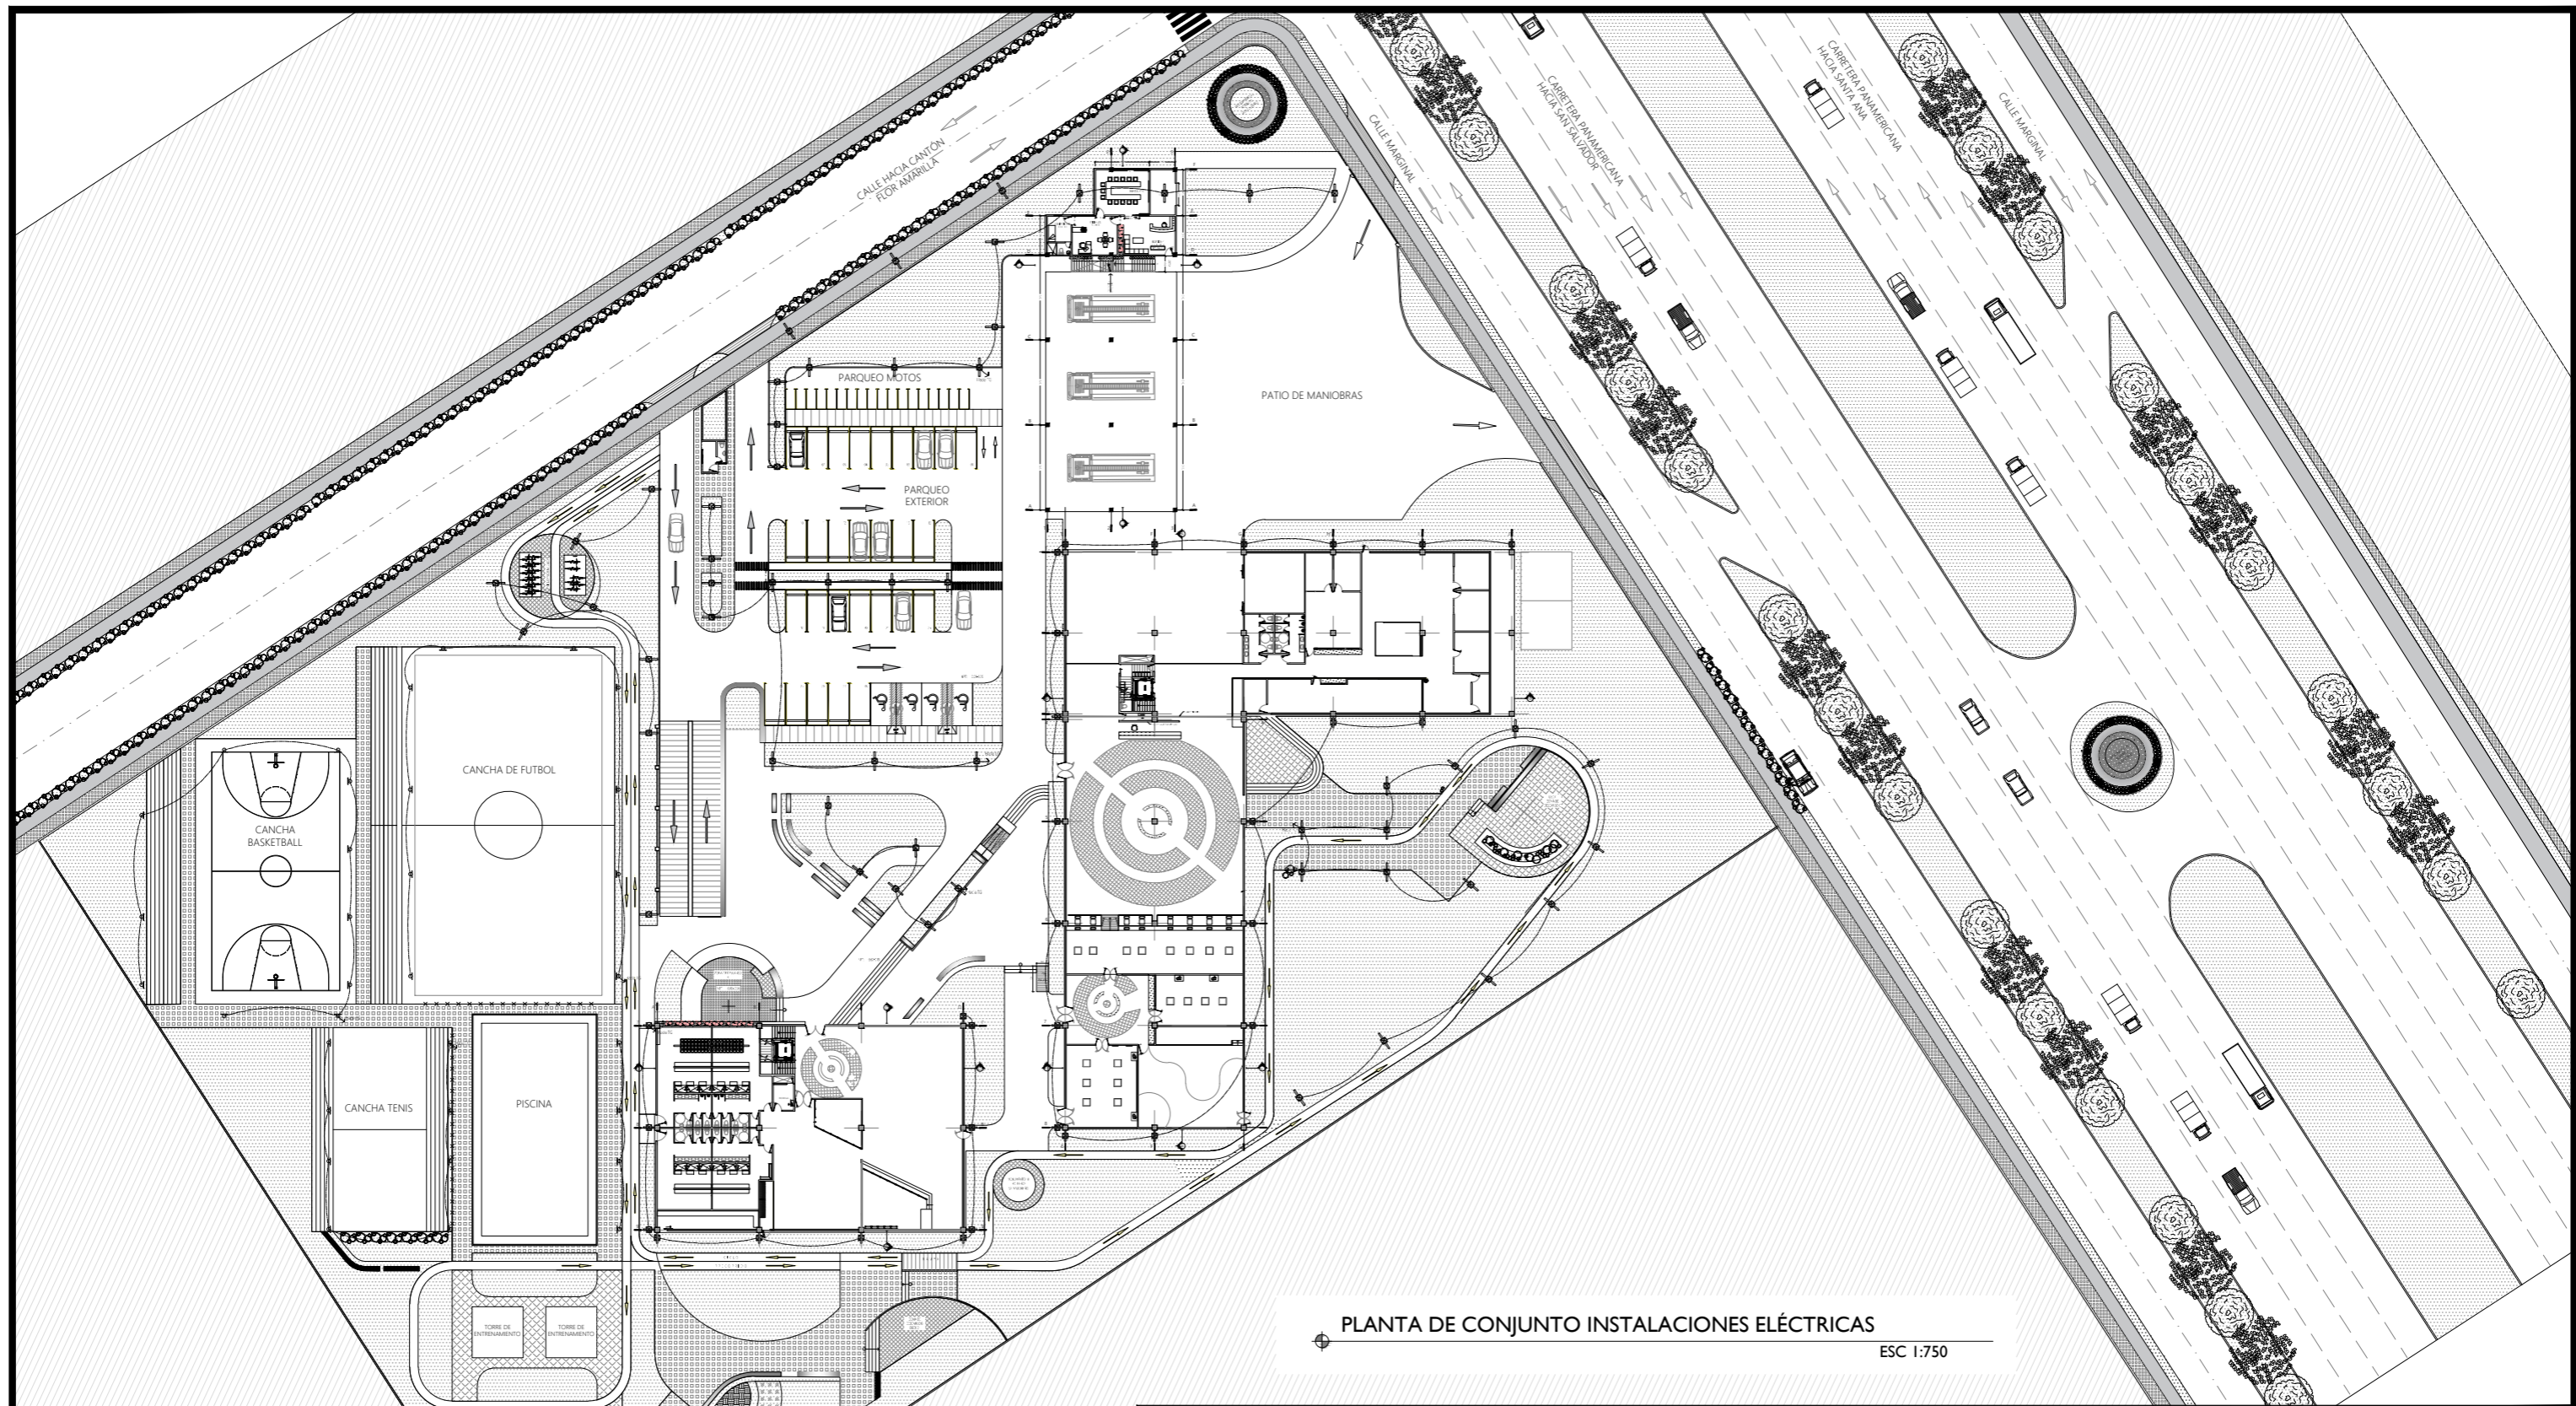 CALLE HACIA CANTÓN
FLOR AMARILLA
CALLE MARGINAL
CARRETERA PANAMERICANA
HACIA SAN SALVADOR
CARRETERA PANAMERICANA
HACIA SANTA ANA
CALLE MARGINAL
PARQUEO MOTOS
PATIO DE MANIOBRAS
PARQUEO
EXTERIOR
CANCHA DE FUTBOL
CANCHA
BASKETBALL
CANCHA TENIS
PISCINA
TORRE DE
ENTRENAMIENTO
TORRE DE
ENTRENAMIENTO
PLANTA DE CONJUNTO INSTALACIONES ELÉCTRICAS
ESC 1:750